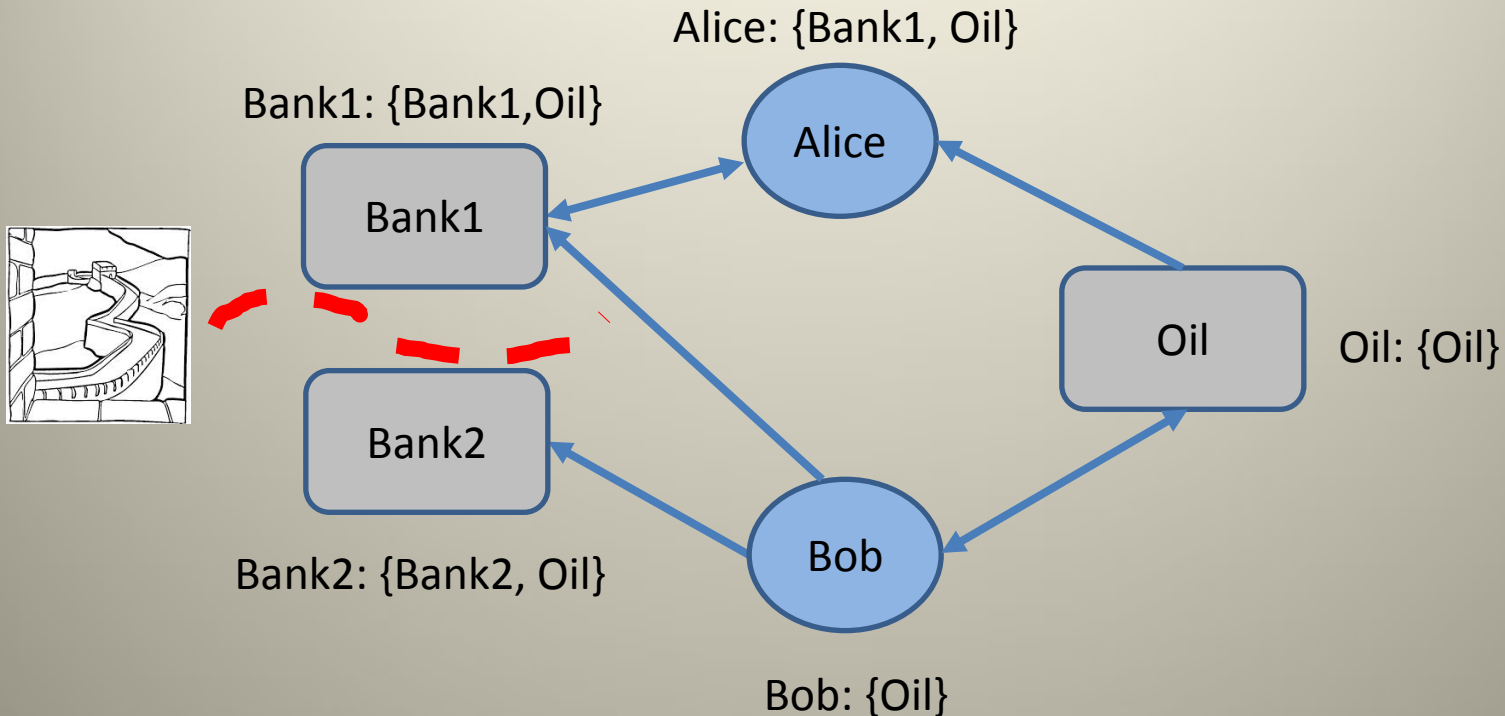 Alice: {Bank1, Oil}
Bank1: {Bank1,Oil}
Alice
Bank1
Oil
Oil: {Oil}
Bank2
Bob
Bank2: {Bank2, Oil}
Bob: {Oil}